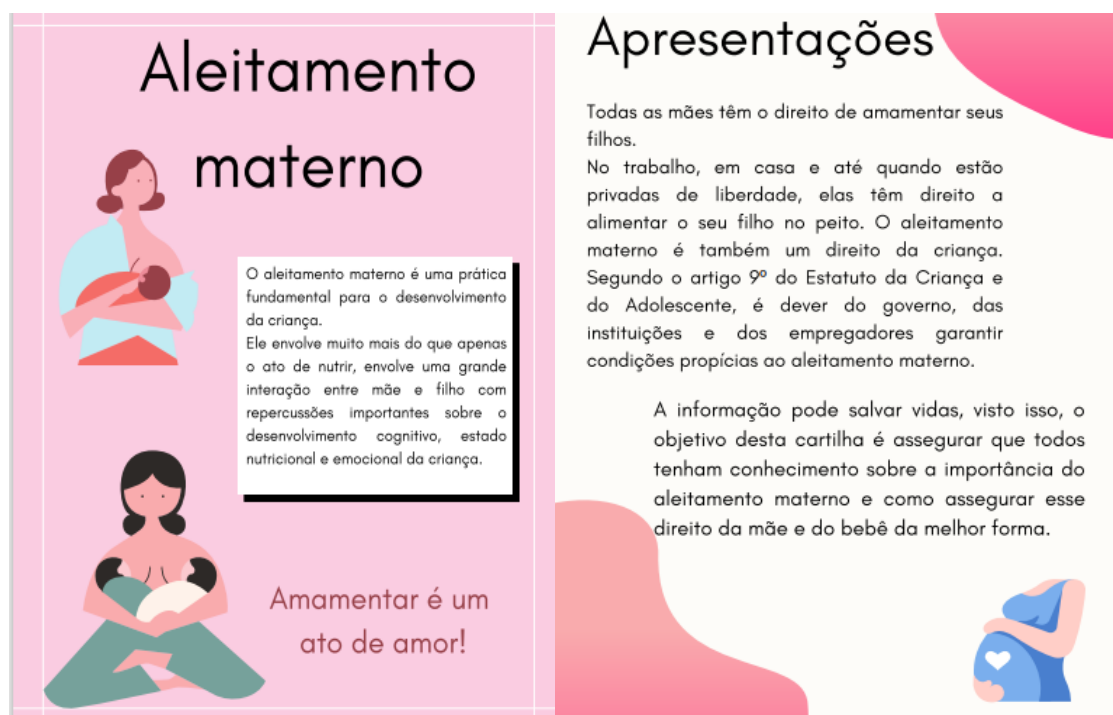 Aleitamento
materno
O aleitamento materno é uma prática
fundamental para o desenvolvimento
da criança.
Ele envolve muito mais do que apenas
o ato de nutrir, envolve uma grande
interação entre mãe e filho com
repercussões importantes sobre o
desenvolvimento cognitivo, estado
nutricional e emocional da criança.
Amamentar é um
ato de amor!
Apresentações
Todas as mães têm o direito de amamentar seus
filhos.
No trabalho, em casa e até quando estão
privadas de liberdade, elas têm direito a
alimentar o seu filho no peito. O aleitamento
materno é também um direito da criança.
Segundo o artigo 9º do Estatuto da Criança e
do Adolescente, é dever do governo, das
instituições e dos empregadores garantir
condições propícias ao aleitamento materno.
A informação pode salvar vidas, visto isso, o
objetivo desta cartilha é assegurar que todos
tenham conhecimento sobre a importância do
aleitamento materno e como assegurar esse
direito da mãe e do bebê da melhor forma.